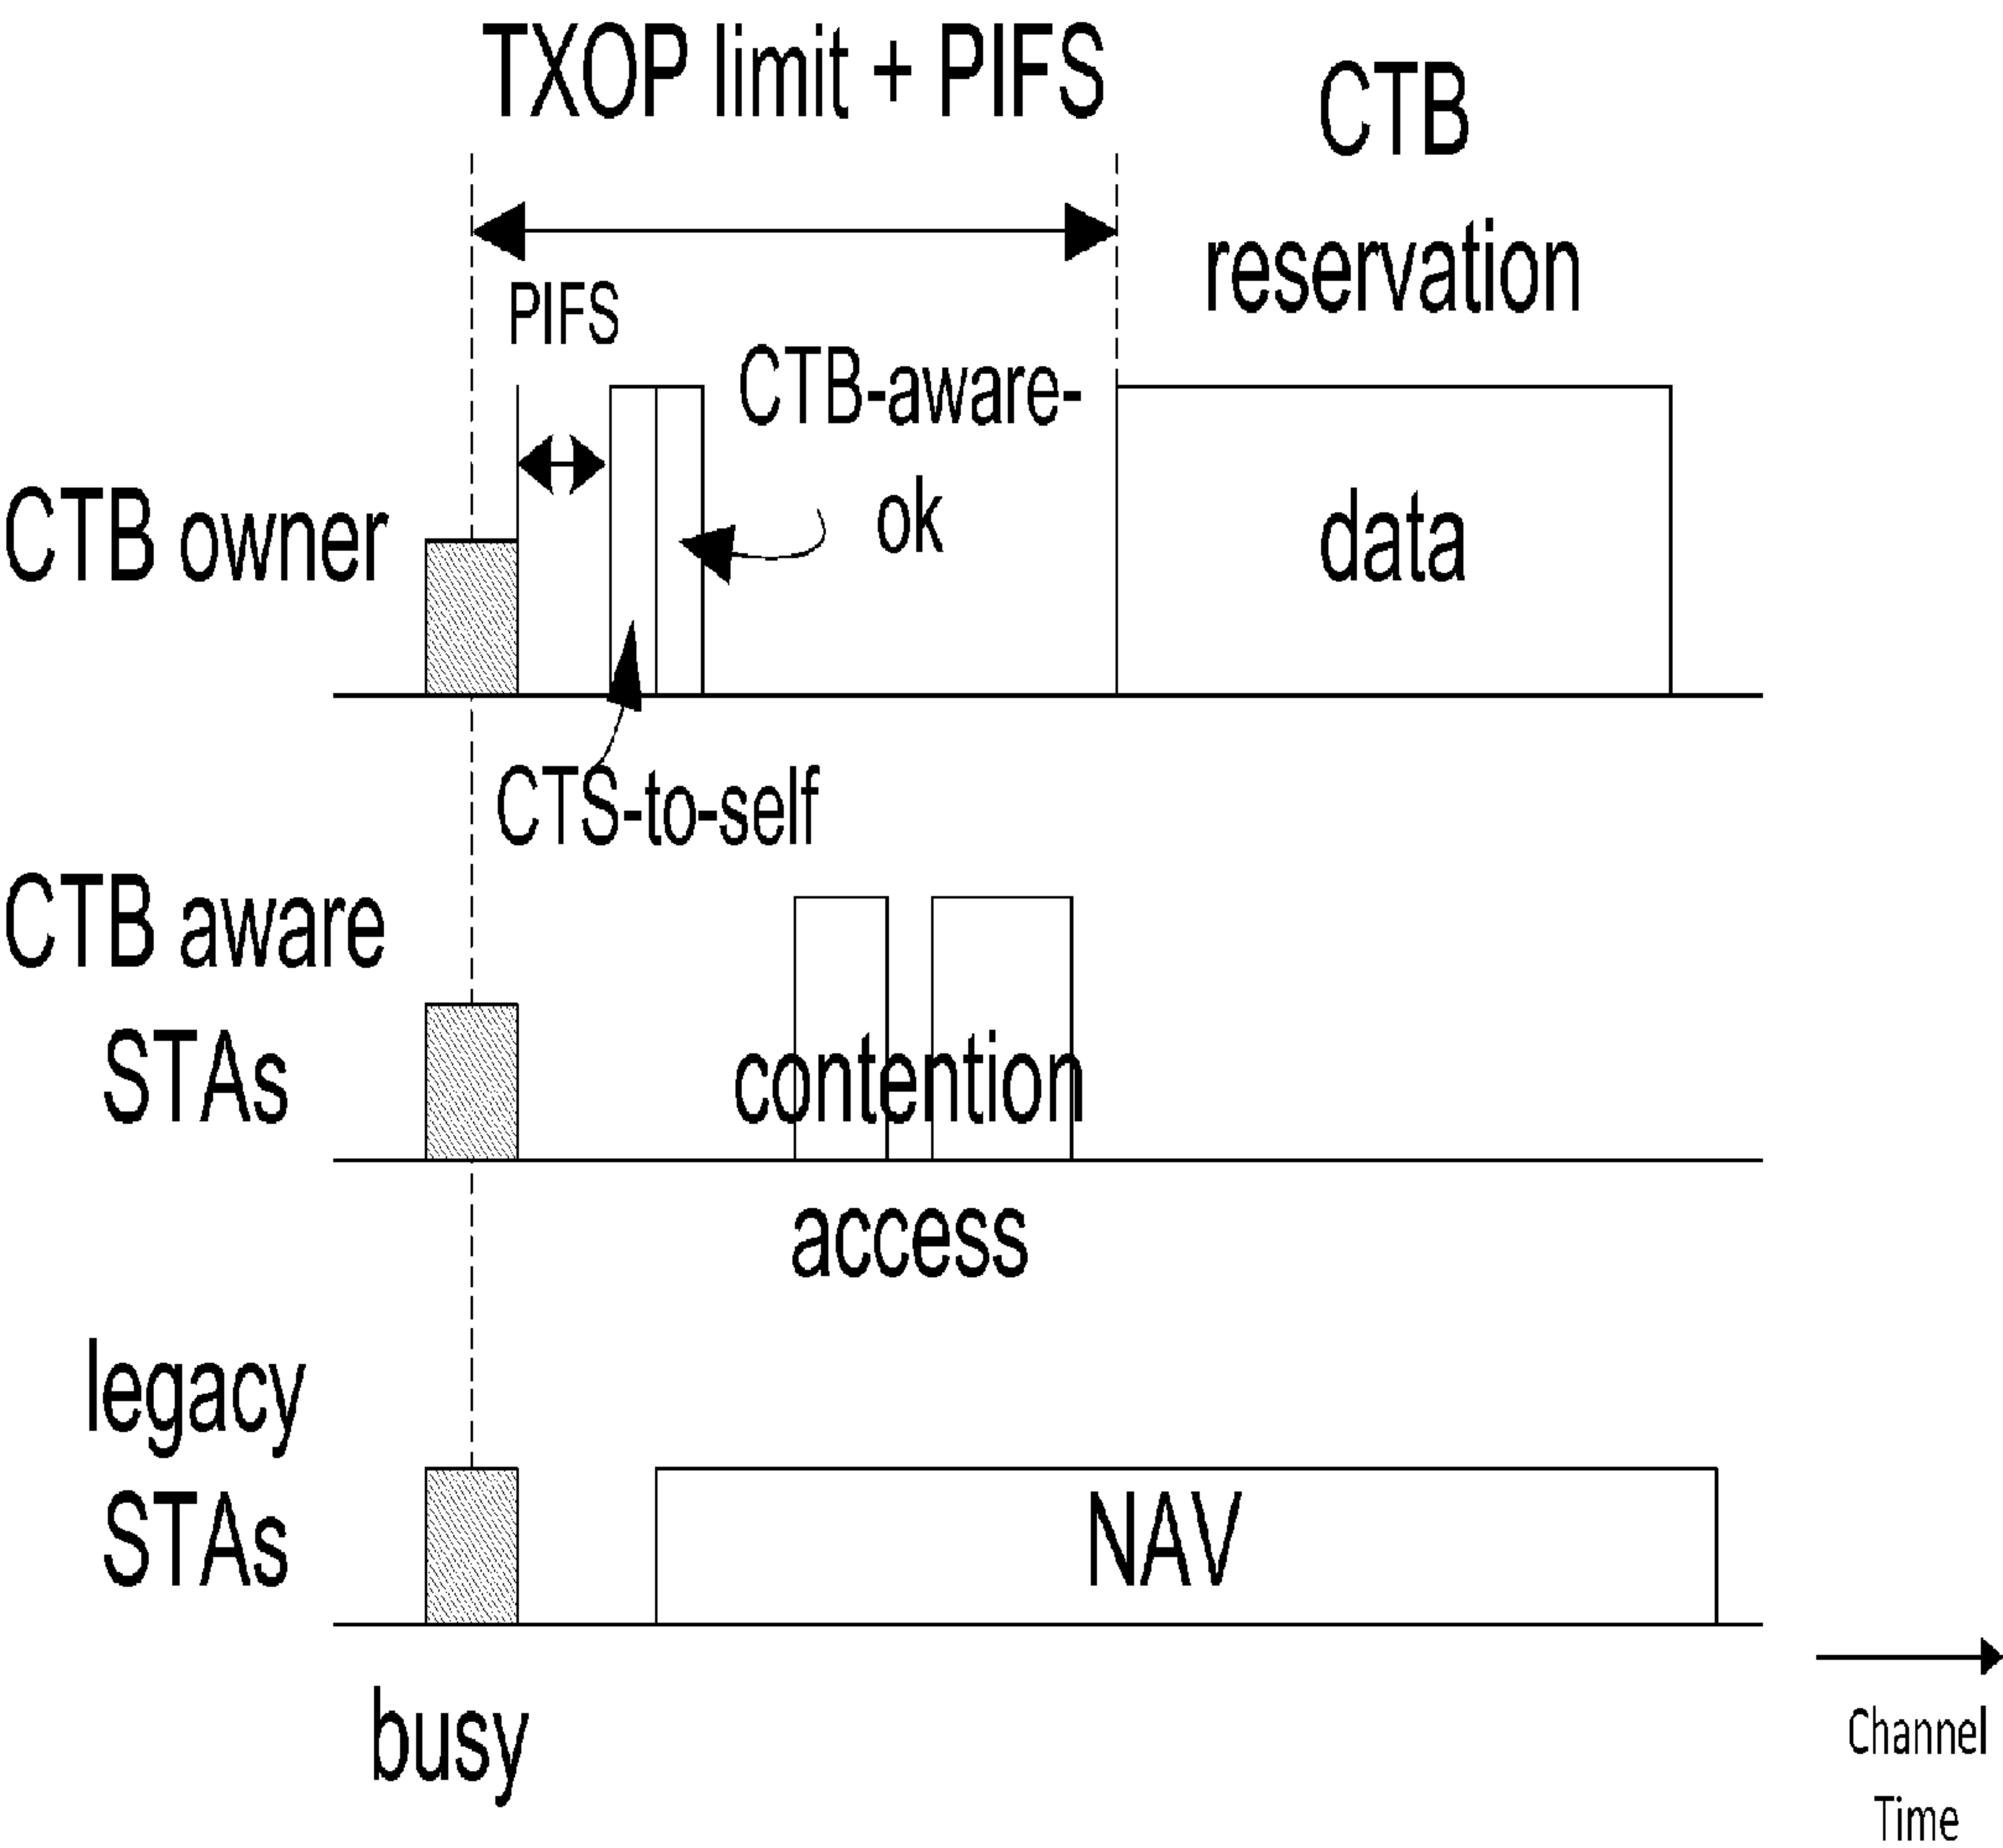 TXOP limit + PIFS
CTB
reservation
PIFS
CTB-aware-
ok
CTB owner
data
CTS-to-self
CTB aware
STAs
contention
access
legacy
STAs
NAV
busy
Channel
Time